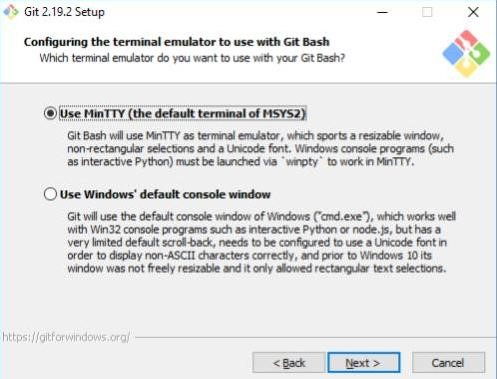 Git 2.19.2 Setup
Configuring the terminal emulator to use with Git Bash
Which terminal emulator do you want to use with your Git Bash?
Use MinTTY (the default terminal of MSYS2)
Git Bash will use MinTTY as terminal emulator, which sports a resizable window,
non-rectangular selections and a Unicode font. Windows console programs (such
as interactive Python) must be launched via `winpty` to work in MinTTY.
Use Windows' default console window
Git will use the default console window of Windows ("cmd.exe"), which works well
with Win32 console programs such as interactive Python or node.js, but has a
very limited default scroll-back, needs to be configured to use a Unicode font in
order to display non-ASCII characters correctly, and prior to Windows 10 its
window was not freely resizable and it only allowed rectangular text selections.
https://gitforwindows.org/
< Back
Next >
Cancel